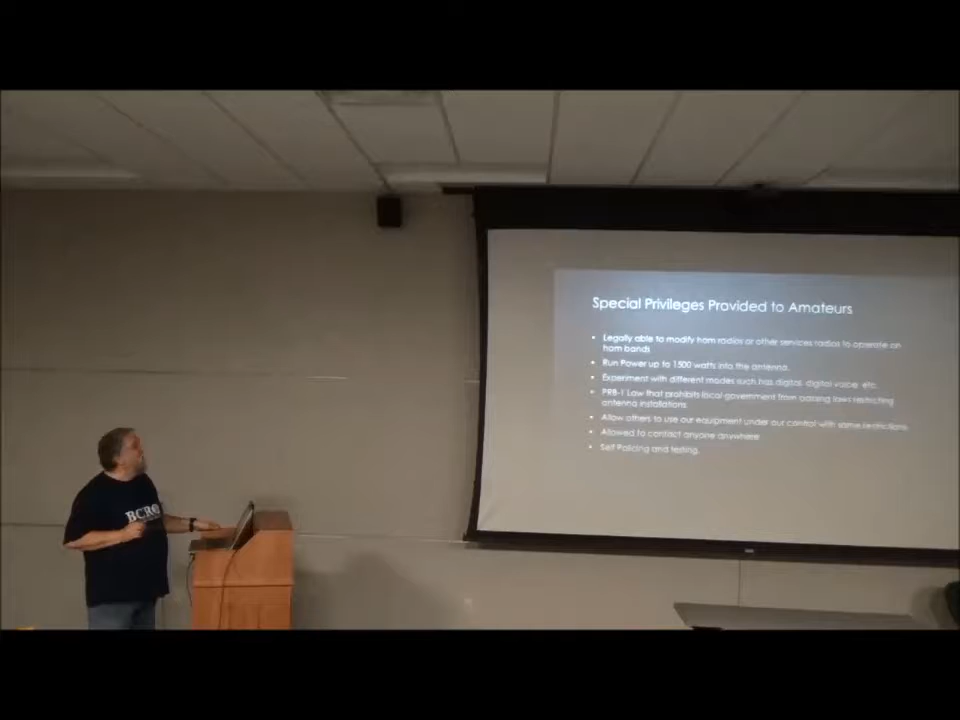 Special Privileges Provided to Amateurs
• Legally able to modify ham radios or other services radios to operate on
ham bands
• Run Power up to 1500 watts into the antenna.
• Experiment with different modes such has digital, digital voice, etc.
• PRB-1 Law that prohibits local government from adding laws restricting
antenna installations.
• Allow others to use our equipment under our control with some restrictions.
• Allowed to contact anyone anywhere
• Self Policing and testing.